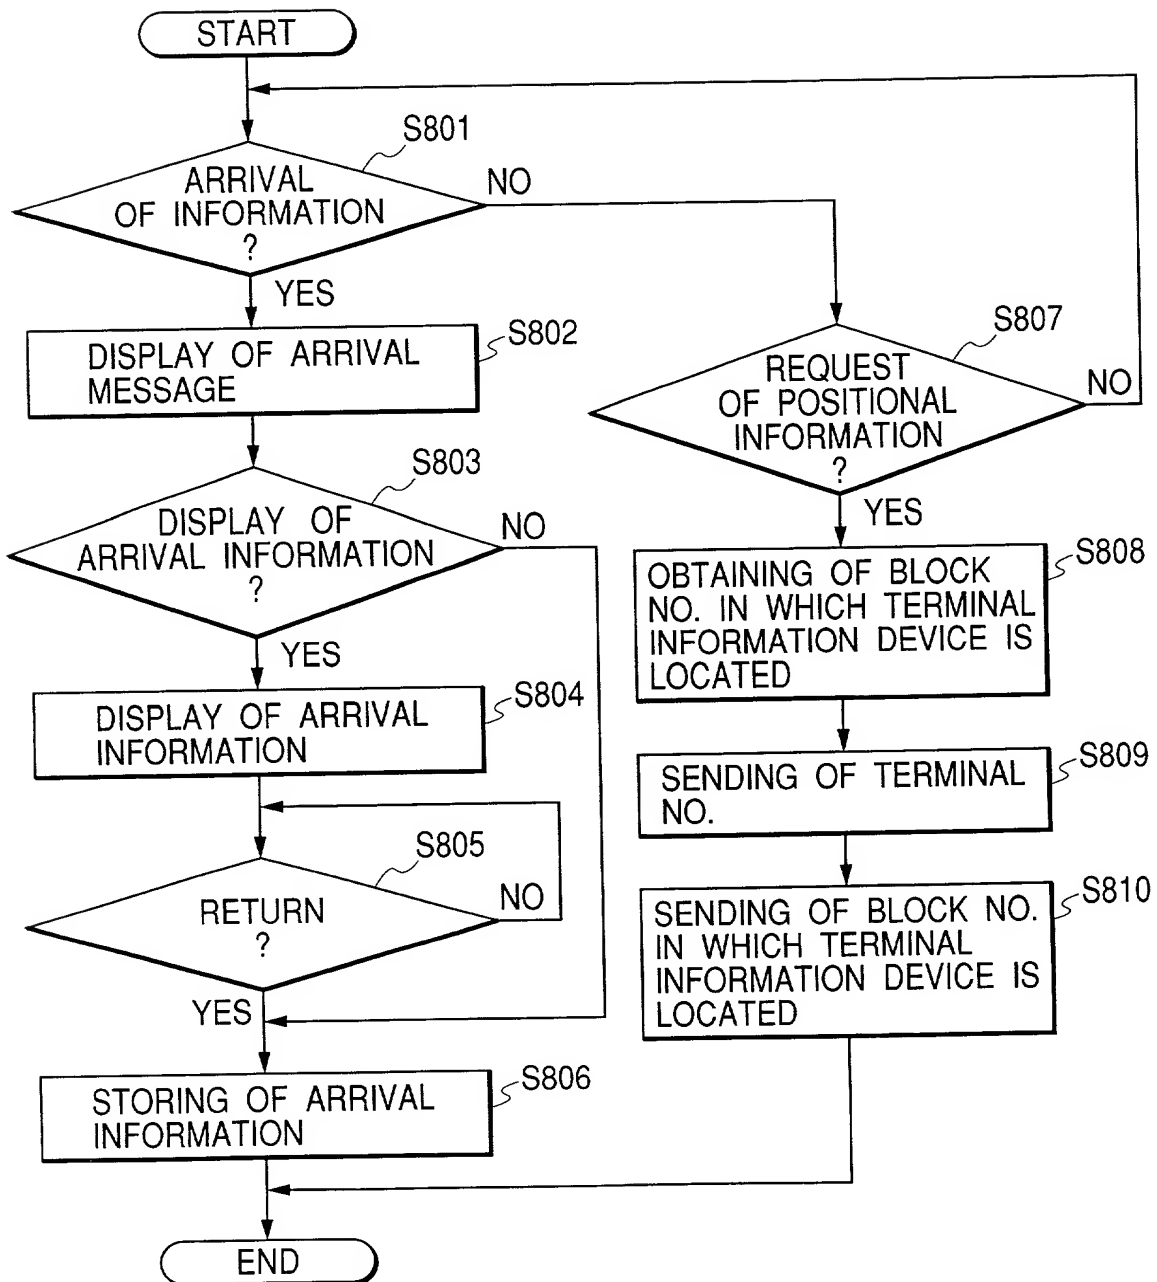 START
S801
ARRIVAL
OF INFORMATION
?
NO
YES
S802
DISPLAY OF ARRIVAL
MESSAGE
S803
DISPLAY OF
ARRIVAL INFORMATION
?
NO
YES
S804
DISPLAY OF ARRIVAL
INFORMATION
S805
RETURN
?
NO
YES
S806
STORING OF ARRIVAL
INFORMATION
END
S807
REQUEST
OF POSITIONAL
INFORMATION
?
NO
YES
S808
OBTAINING OF BLOCK
NO. IN WHICH TERMINAL
INFORMATION DEVICE IS
LOCATED
S809
SENDING OF TERMINAL
NO.
S810
SENDING OF BLOCK NO.
IN WHICH TERMINAL
INFORMATION DEVICE IS
LOCATED